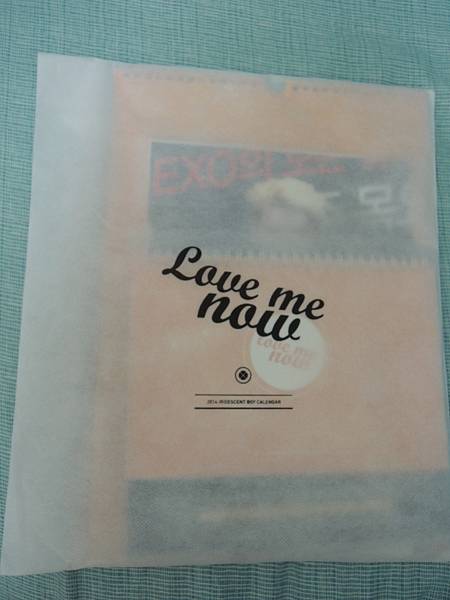 EXO
Love me
now
love me
now!
2014 IRIDESCENT BOY CALENDAR